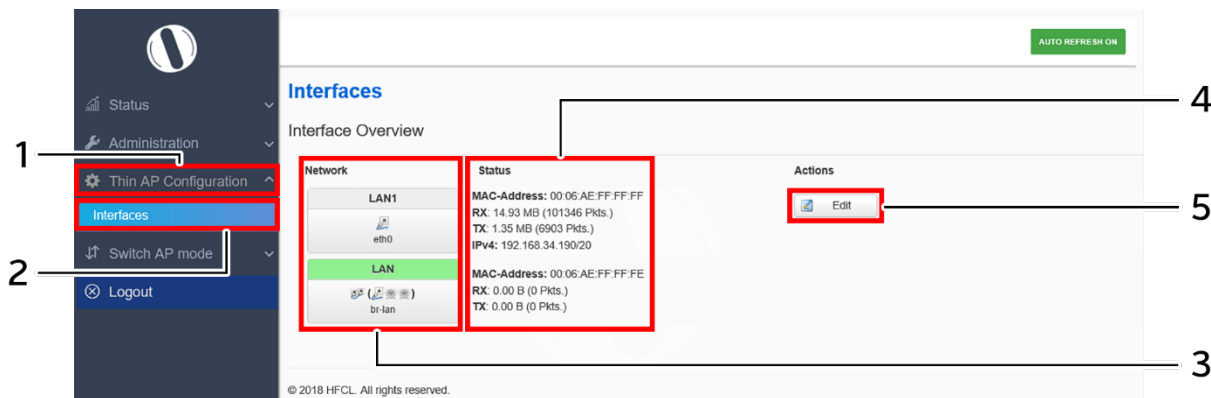 AUTO REFRESH ON
Status
Administration
Thin AP Configuration
Interfaces
Switch AP mode
Logout
Interfaces
Interface Overview
Network
Status
Actions
LAN1
eth0
MAC-Address: 00:06:AE:FF:FF:FF
RX: 14.93 MB (101346 Pkts.)
TX: 1.35 MB (6903 Pkts.)
IPv4: 192.168.34.190/20
Edit
LAN
( )
br-lan
MAC-Address: 00:06:AE:FF:FF:FE
RX: 0.00 B (0 Pkts.)
TX: 0.00 B (0 Pkts.)
© 2018 HFCL. All rights reserved.
1
2
3
4
5